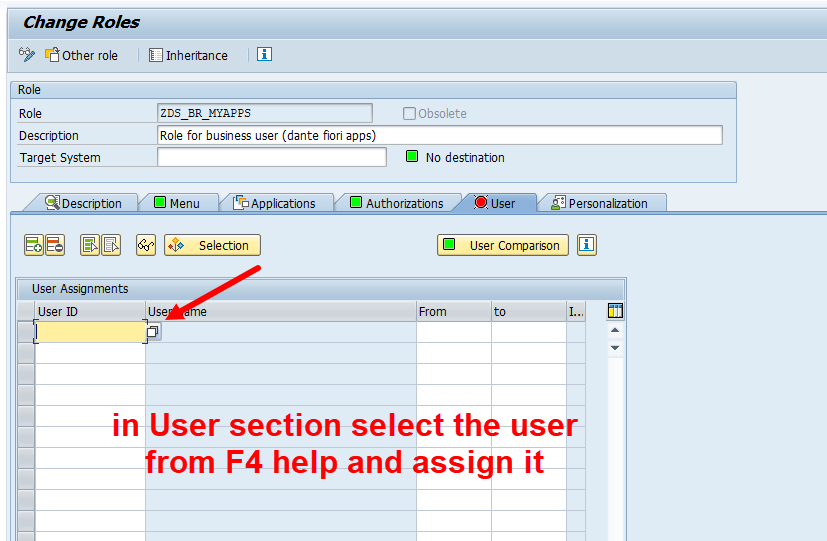 Change Roles
Other role Inheritance
Role
Role ZDS_BR_MYAPPS Obsolete
Description Role for business user (dante fiori apps)
Target System No destination
Description Menu Applications Authorizations User Personalization
Selection User Comparison
User Assignments
User ID User Name From to I...
in User section select the user
from F4 help and assign it